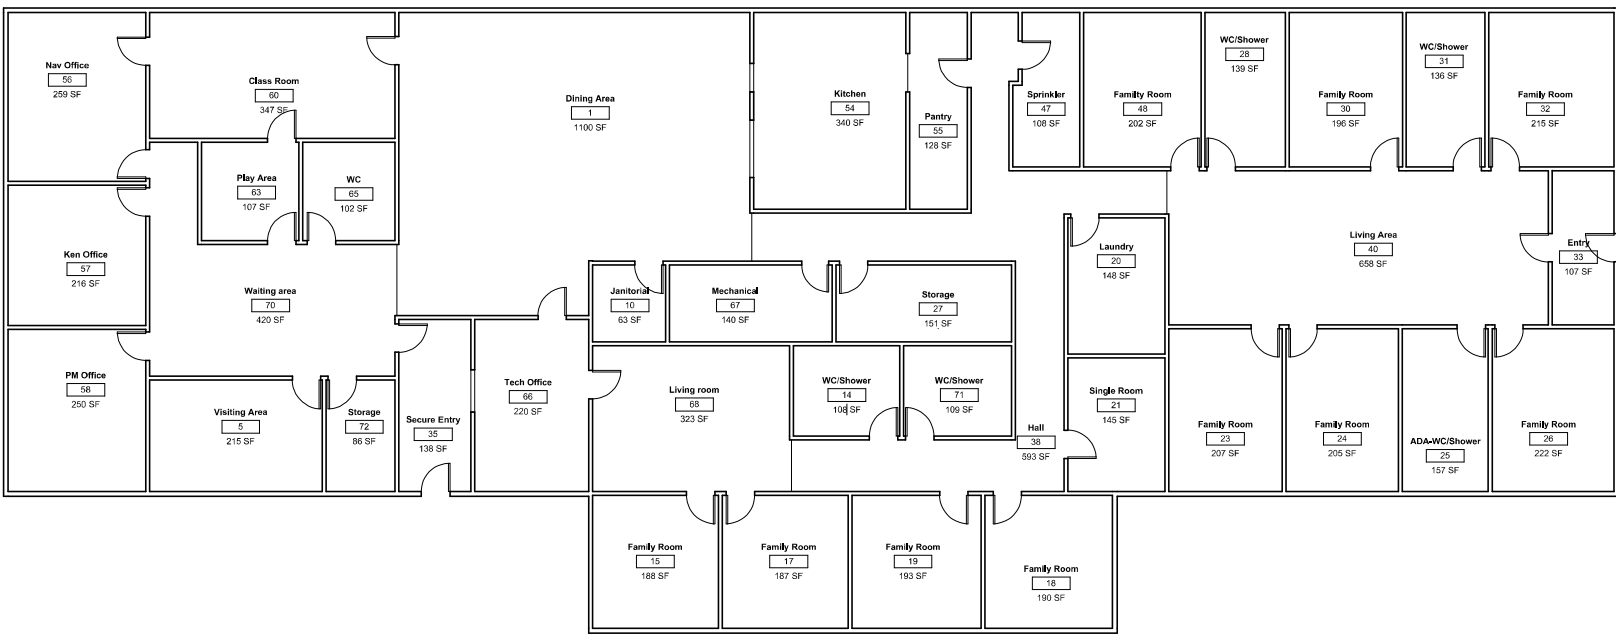 Nav Office
56
259 SF
Class Room
60
347 SF
Dining Area
1
1100 SF
Kitchen
54
340 SF
Pantry
55
128 SF
Sprinkler
47
108 SF
Familty Room
48
202 SF
WC/Shower
28
139 SF
Family Room
30
196 SF
WC/Shower
31
136 SF
Family Room
32
215 SF
Play Area
63
107 SF
WC
65
102 SF
Ken Office
57
216 SF
Waiting area
70
420 SF
Janitorial
10
63 SF
Mechanical
67
140 SF
Storage
27
151 SF
Laundry
20
148 SF
Living Area
40
658 SF
Entry
33
107 SF
PM Office
58
250 SF
Visiting Area
5
215 SF
Storage
72
86 SF
Secure Entry
35
138 SF
Tech Office
66
220 SF
Living room
68
323 SF
WC/Shower
14
108 SF
WC/Shower
71
109 SF
Hall
38
593 SF
Single Room
21
145 SF
Family Room
23
207 SF
Family Room
24
205 SF
ADA-WC/Shower
25
157 SF
Family Room
26
222 SF
Family Room
15
188 SF
Family Room
17
187 SF
Family Room
19
193 SF
Family Room
18
190 SF